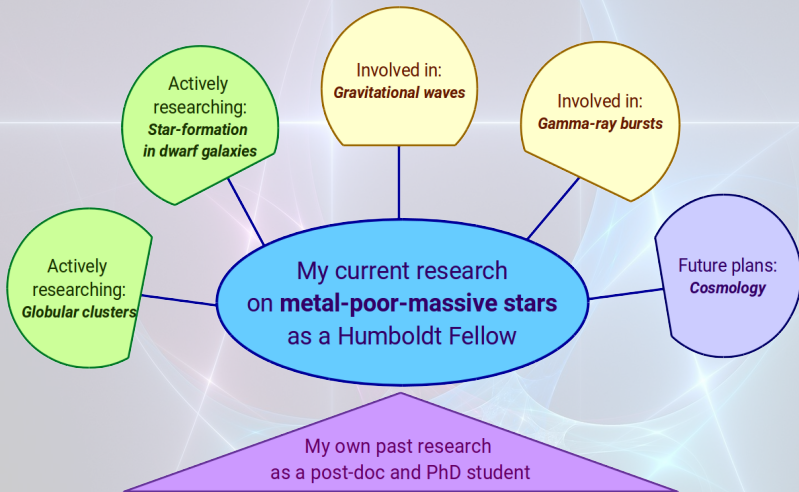 Involved in:
Gravitational waves
Actively
researching:
Star-formation
in dwarf galaxies
Involved in:
Gamma-ray bursts
Actively
researching:
Globular clusters
Future plans:
Cosmology
My current research
on metal-poor-massive stars
as a Humboldt Fellow
My own past research
as a post-doc and PhD student